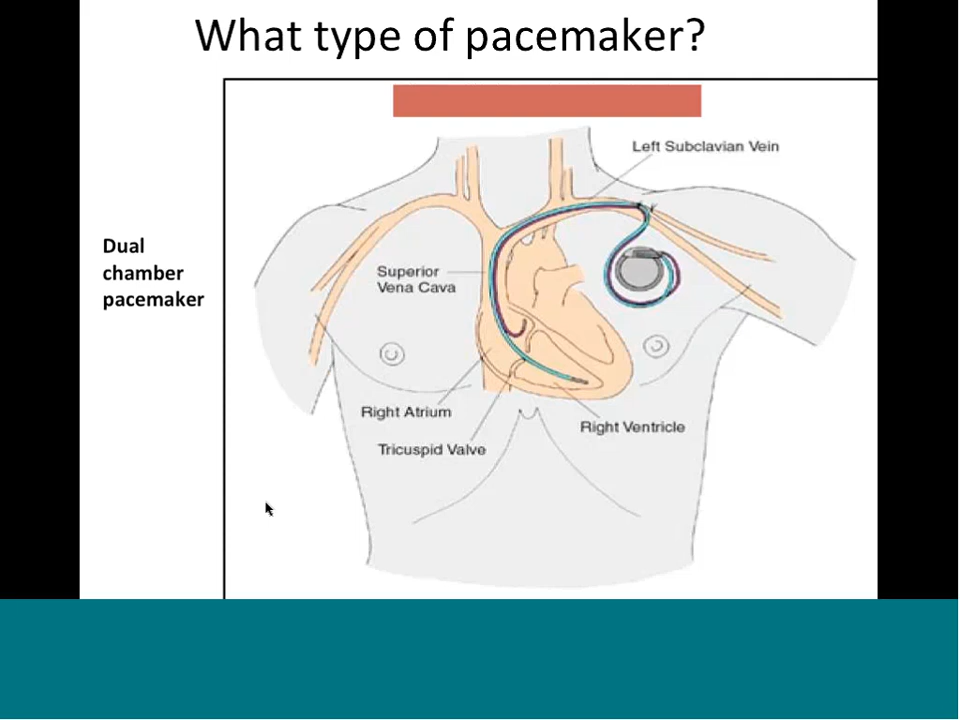 What type of pacemaker?
Left Subclavian Vein
Dual
chamber
pacemaker
Superior
Vena Cava
Right Atrium
Right Ventricle
Tricuspid Valve